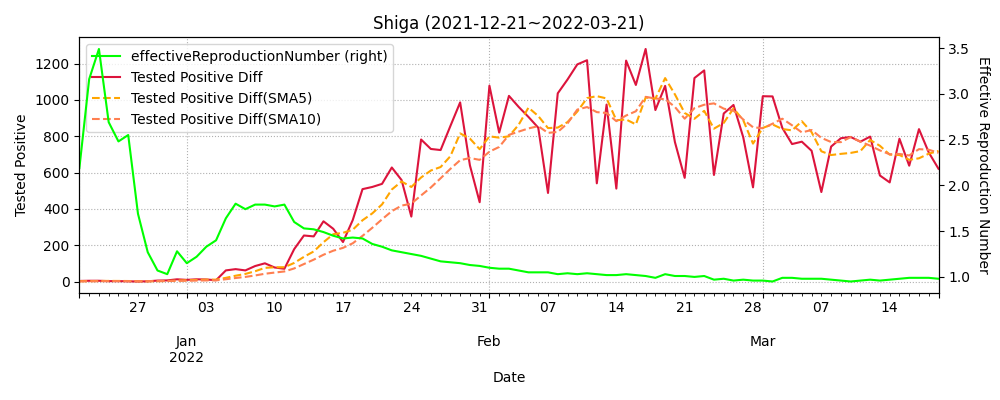 Shiga (2021-12-21~2022-03-21)
effectiveReproductionNumber (right)
Tested Positive Diff
Tested Positive Diff(SMA5)
Tested Positive Diff(SMA10)
Tested Positive
1200
1000
800
600
400
200
0
Effective Reproduction Number
3.5
3.0
2.5
2.0
1.5
1.0
27 03 10 17 24 31 07 14 21 28 07 14
Jan Feb Mar
2022
Date